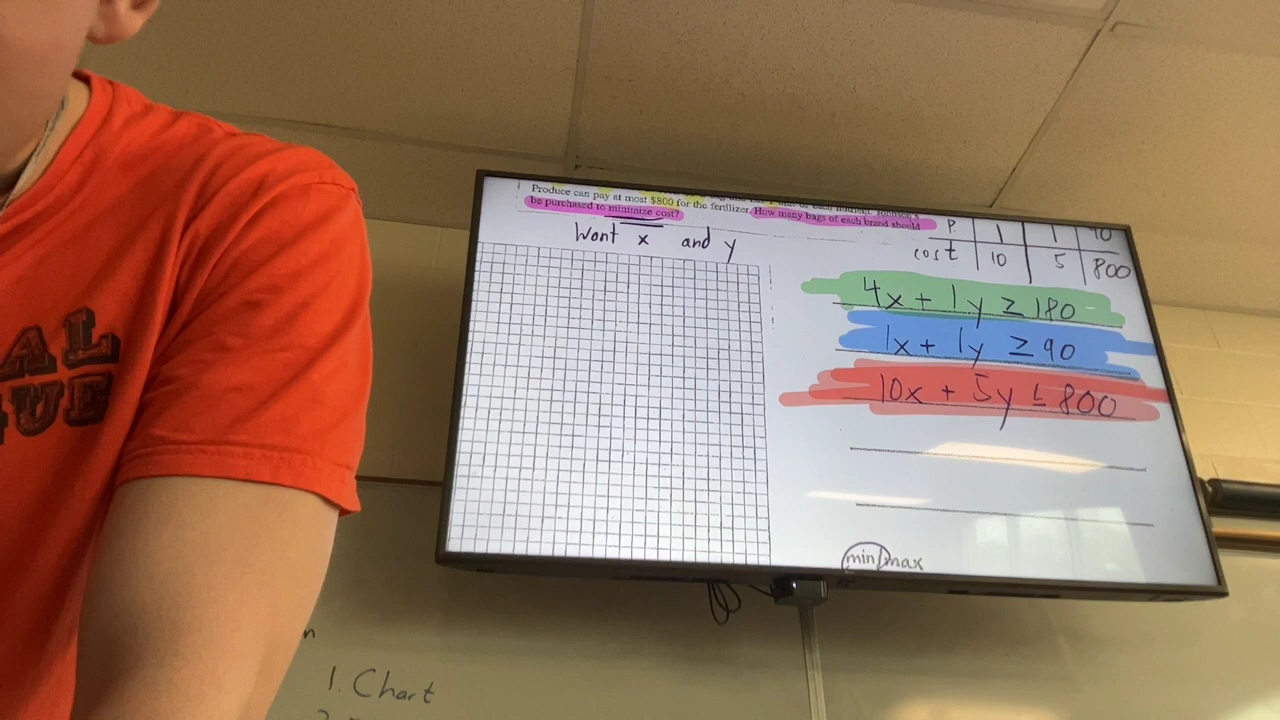 Produce can pay at most $800 for the fertilizer. How many bags of each brand should
be purchased to minimize cost?
Want x and y
P 1 1 90
cost 10 5 800
4x + 1y ≥ 180
1x + 1y ≥ 90
10x + 5y ≤ 800
min/max
AL
UE
n
1. Chart